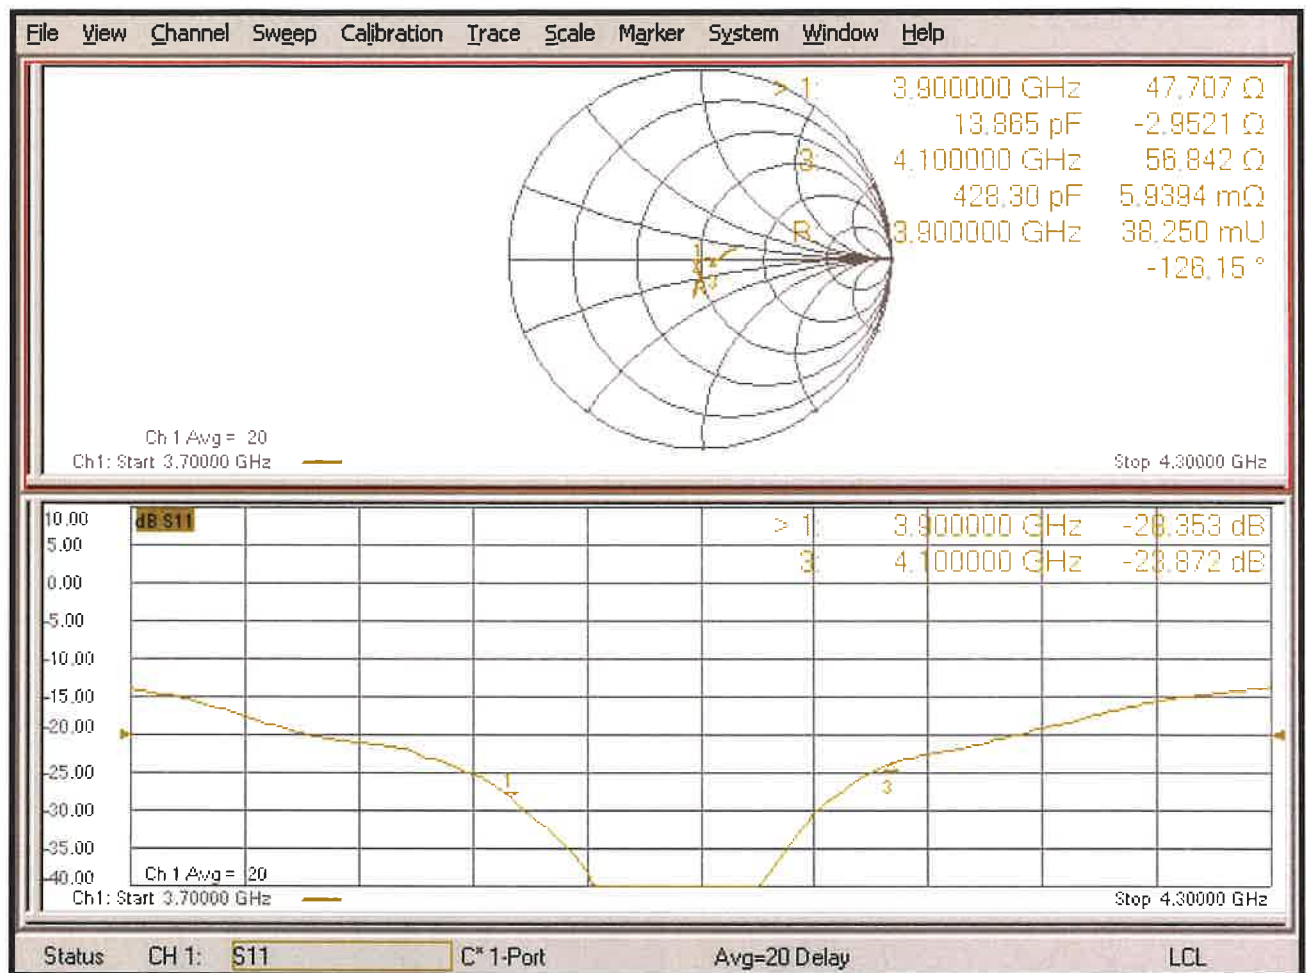 File View Channel Sweep Calibration Trace Scale Marker System Window Help
> 1: 3.900000 GHz 47.707 Ω
13.865 pF -2.9521 Ω
3: 4.100000 GHz 56.842 Ω
428.30 pF 5.9394 mΩ
R 3.900000 GHz 38.250 mU
-128.15 °
1
R 3
Ch 1 Avg = 20
Ch1: Start 3.70000 GHz Stop 4.30000 GHz
10.00 dB S11 > 1: 3.900000 GHz -28.353 dB
5.00
3: 4.100000 GHz -23.872 dB
0.00
-5.00
-10.00
-15.00
-20.00
-25.00
1
3
-30.00
-35.00
-40.00 Ch 1 Avg = 20
Ch1: Start 3.70000 GHz Stop 4.30000 GHz
Status CH 1: S11 C* 1-Port Avg=20 Delay LCL